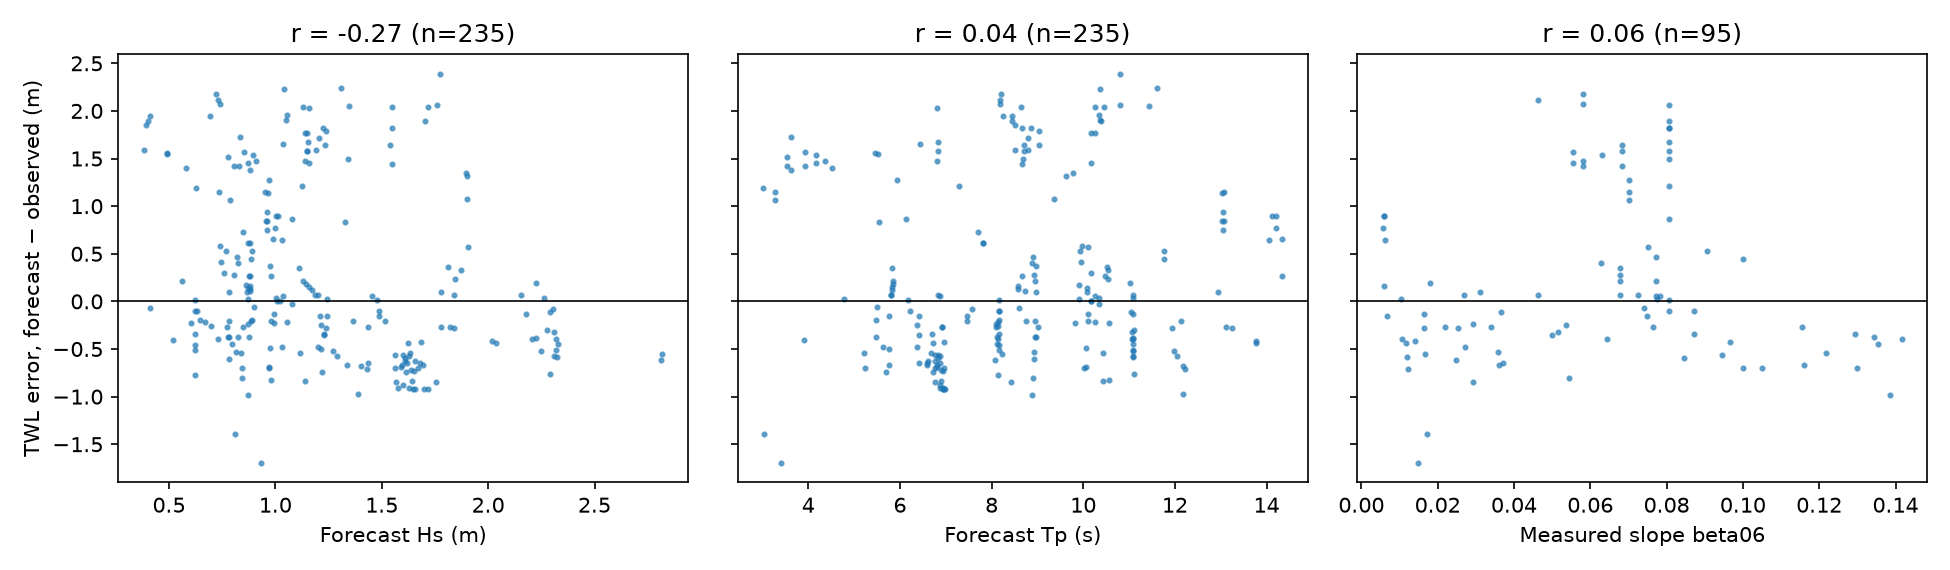 r = -0.27 (n=235)
r = 0.04 (n=235)
r = 0.06 (n=95)
TWL error, forecast − observed (m)
2.5
2.0
1.5
1.0
0.5
0.0
−0.5
−1.0
−1.5
0.5 1.0 1.5 2.0 2.5
4 6 8 10 12 14
0.00 0.02 0.04 0.06 0.08 0.10 0.12 0.14
Forecast Hs (m)
Forecast Tp (s)
Measured slope beta06